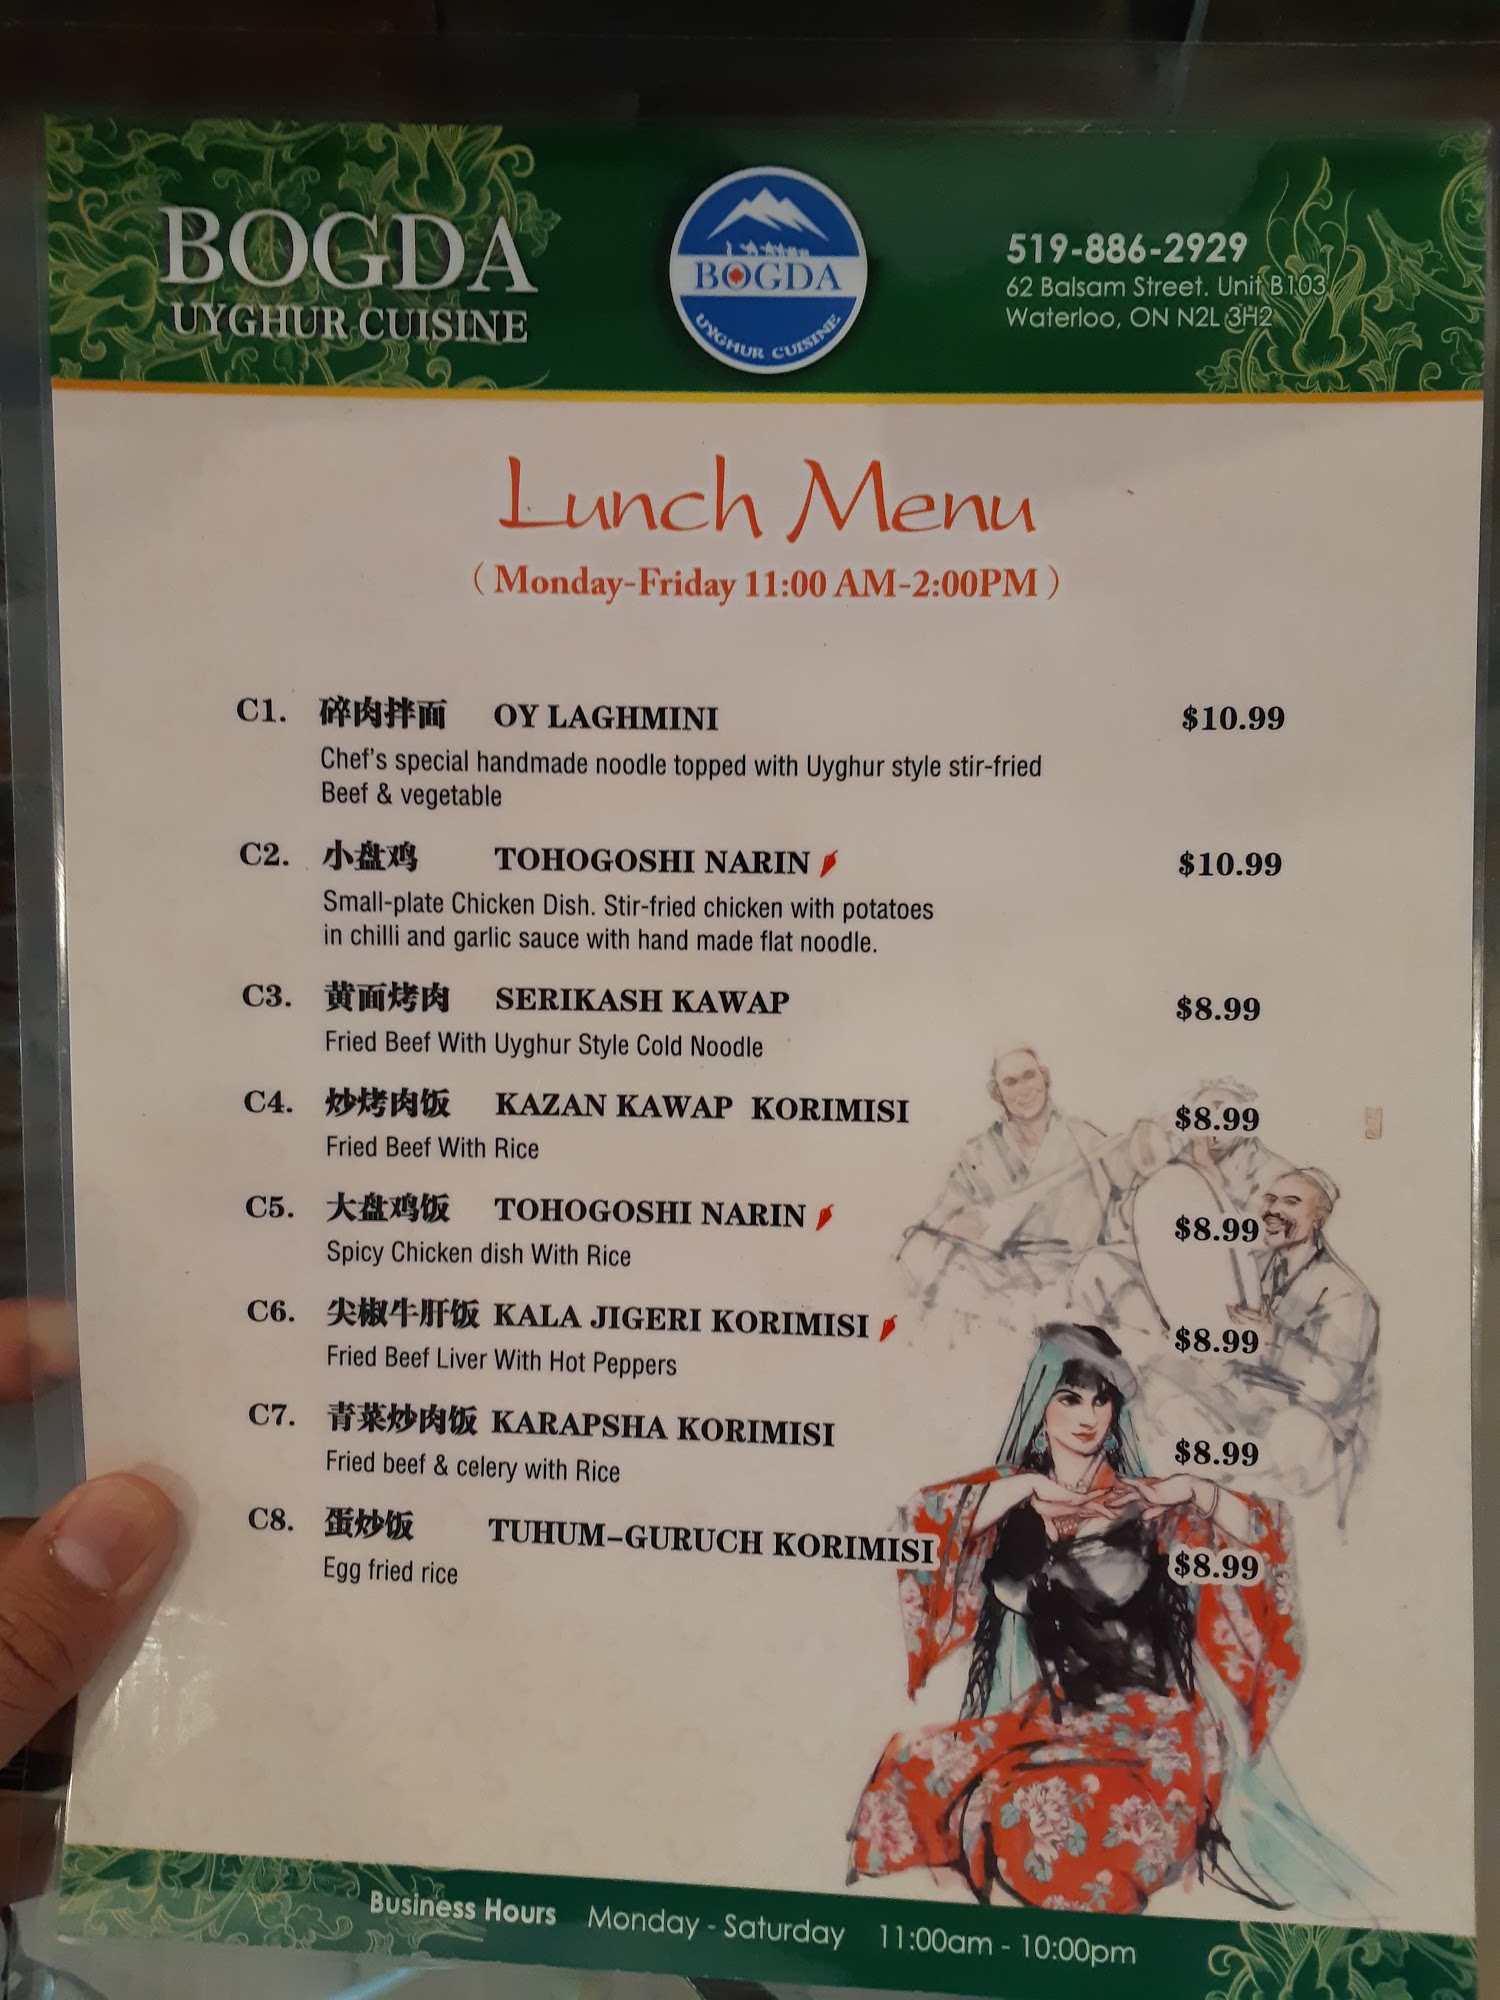 BOGDA
UYGHUR CUISINE
BOGDA
UYGHUR CUISINE
519-886-2929
62 Balsam Street. Unit B103
Waterloo, ON N2L 3H2
Lunch Menu
(Monday-Friday 11:00 AM-2:00PM)
C1. 碎肉拌面 OY LAGHMINI $10.99
Chef's special handmade noodle topped with Uyghur style stir-fried
Beef & vegetable
C2. 小盘鸡 TOHOGOSHI NARIN $10.99
Small-plate Chicken Dish. Stir-fried chicken with potatoes
in chilli and garlic sauce with hand made flat noodle.
C3. 黄面烤肉 SERIKASH KAWAP $8.99
Fried Beef With Uyghur Style Cold Noodle
C4. 炒烤肉饭 KAZAN KAWAP KORIMISI $8.99
Fried Beef With Rice
C5. 大盘鸡饭 TOHOGOSHI NARIN $8.99
Spicy Chicken dish With Rice
C6. 尖椒牛肝饭 KALA JIGERI KORIMISI $8.99
Fried Beef Liver With Hot Peppers
C7. 青菜炒肉饭 KARAPSHA KORIMISI $8.99
Fried beef & celery with Rice
C8. 蛋炒饭 TUHUM-GURUCH KORIMISI $8.99
Egg fried rice
Business Hours Monday - Saturday 11:00am - 10:00pm